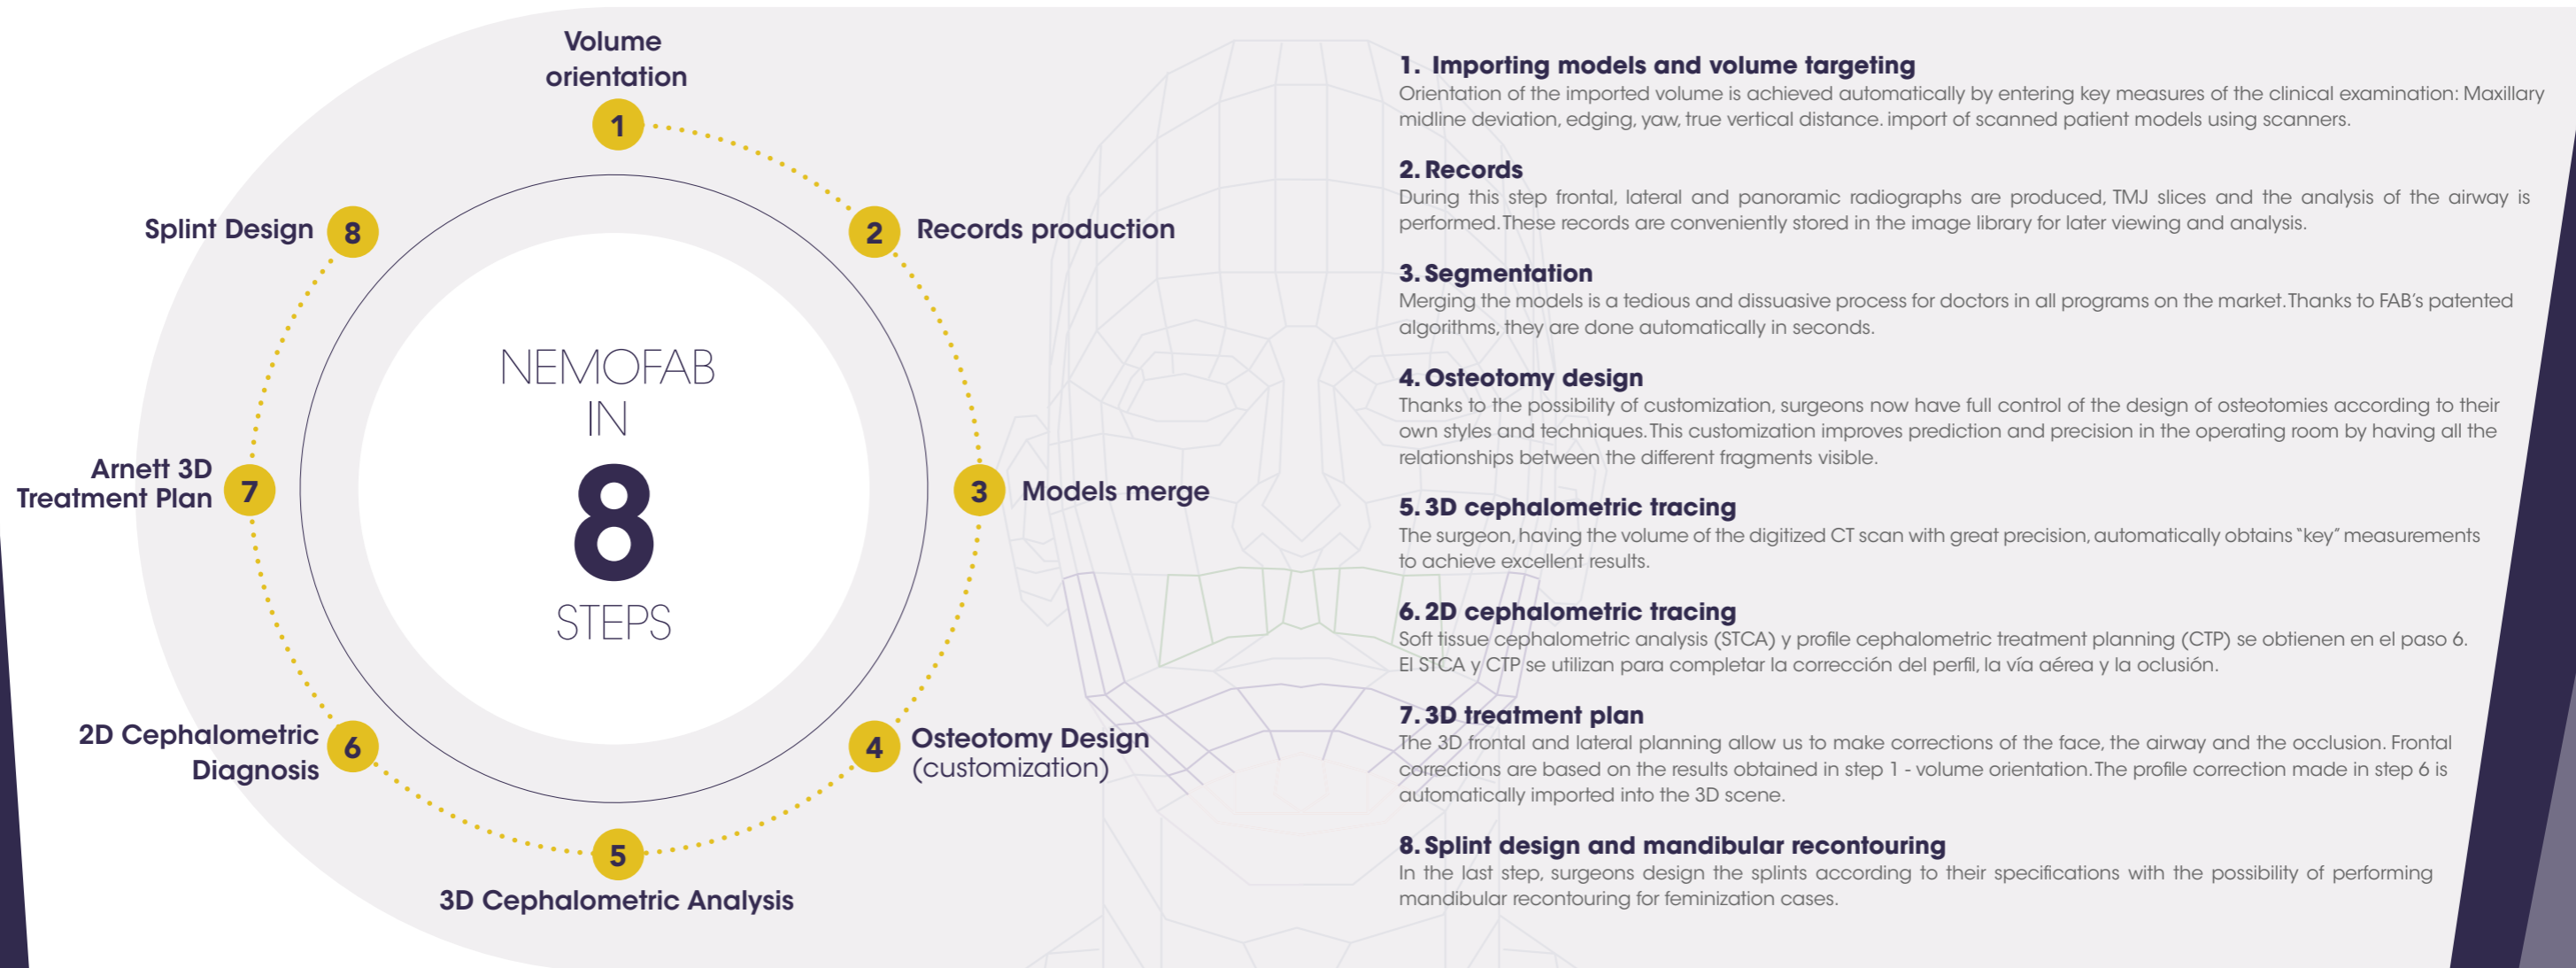 Volume
orientation
1
2
Records production
3
Models merge
4
Osteotomy Design
(customization)
5
3D Cephalometric Analysis
6
2D Cephalometric
Diagnosis
7
Arnett 3D
Treatment Plan
8
Splint Design
NEMOFAB
IN
8
STEPS
1. Importing models and volume targeting
Orientation of the imported volume is achieved automatically by entering key measures of the clinical examination: Maxillary
midline deviation, edging, yaw, true vertical distance. import of scanned patient models using scanners.
2. Records
During this step frontal, lateral and panoramic radiographs are produced, TMJ slices and the analysis of the airway is
performed. These records are conveniently stored in the image library for later viewing and analysis.
3. Segmentation
Merging the models is a tedious and dissuasive process for doctors in all programs on the market. Thanks to FAB's patented
algorithms, they are done automatically in seconds.
4. Osteotomy design
Thanks to the possibility of customization, surgeons now have full control of the design of osteotomies according to their
own styles and techniques. This customization improves prediction and precision in the operating room by having all the
relationships between the different fragments visible.
5. 3D cephalometric tracing
The surgeon, having the volume of the digitized CT scan with great precision, automatically obtains "key" measurements
to achieve excellent results.
6. 2D cephalometric tracing
Soft tissue cephalometric analysis (STCA) y profile cephalometric treatment planning (CTP) se obtienen en el paso 6.
El STCA y CTP se utilizan para completar la corrección del perfil, la vía aérea y la oclusión.
7. 3D treatment plan
The 3D frontal and lateral planning allow us to make corrections of the face, the airway and the occlusion. Frontal
corrections are based on the results obtained in step 1 - volume orientation. The profile correction made in step 6 is
automatically imported into the 3D scene.
8. Splint design and mandibular recontouring
In the last step, surgeons design the splints according to their specifications with the possibility of performing
mandibular recontouring for feminization cases.